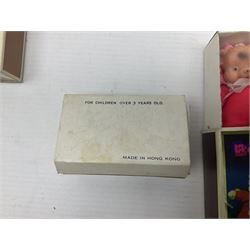 FOR CHILDREN OVER 3 YEARS OLD
MADE IN HONG KONG